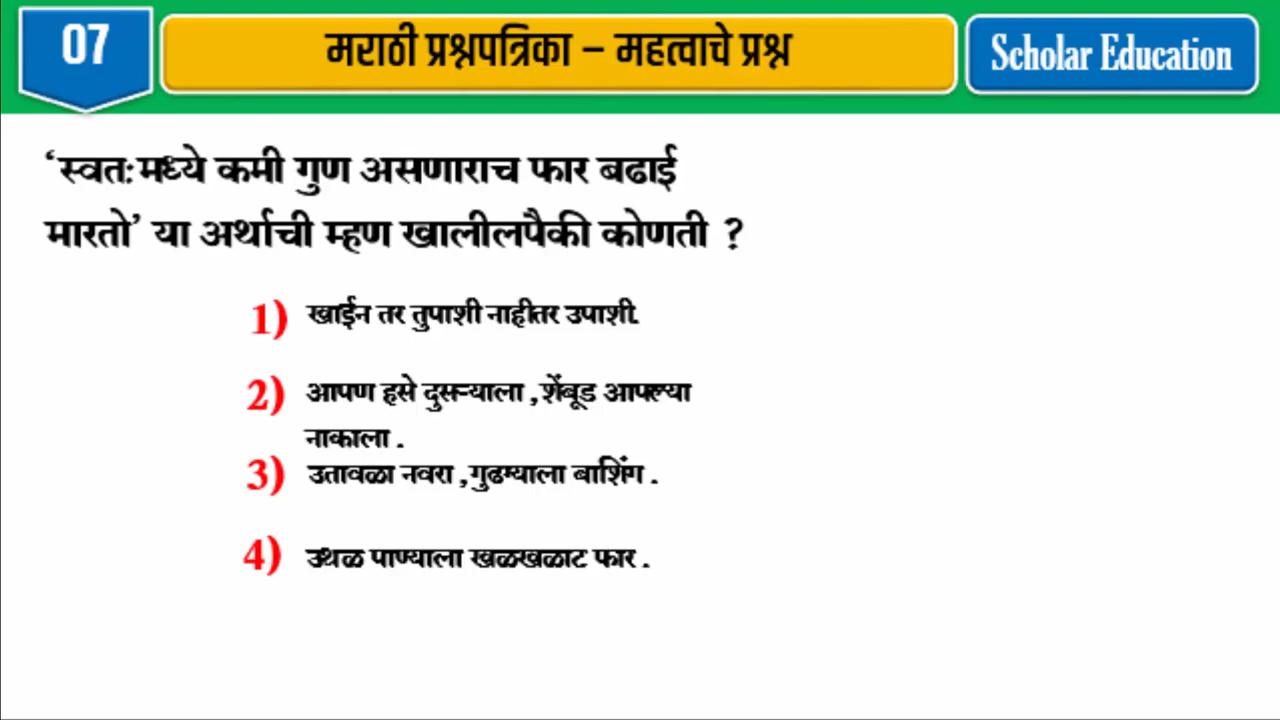 07
मराठी प्रश्नपत्रिका – महत्वाचे प्रश्न
Scholar Education
‘स्वत:मध्ये कमी गुण असणाराच फार बढाई
मारतो’ या अर्थाची म्हण खालीलपैकी कोणती ?
1) खाईन तर तुपाशी नाहीतर उपाशी.
2) आपण हसे दुसऱ्याला ,शेंबूड आपल्या
नाकाला .
3) उतावळा नवरा ,गुढग्याला बाशिंग .
4) उथळ पाण्याला खळखळाट फार .